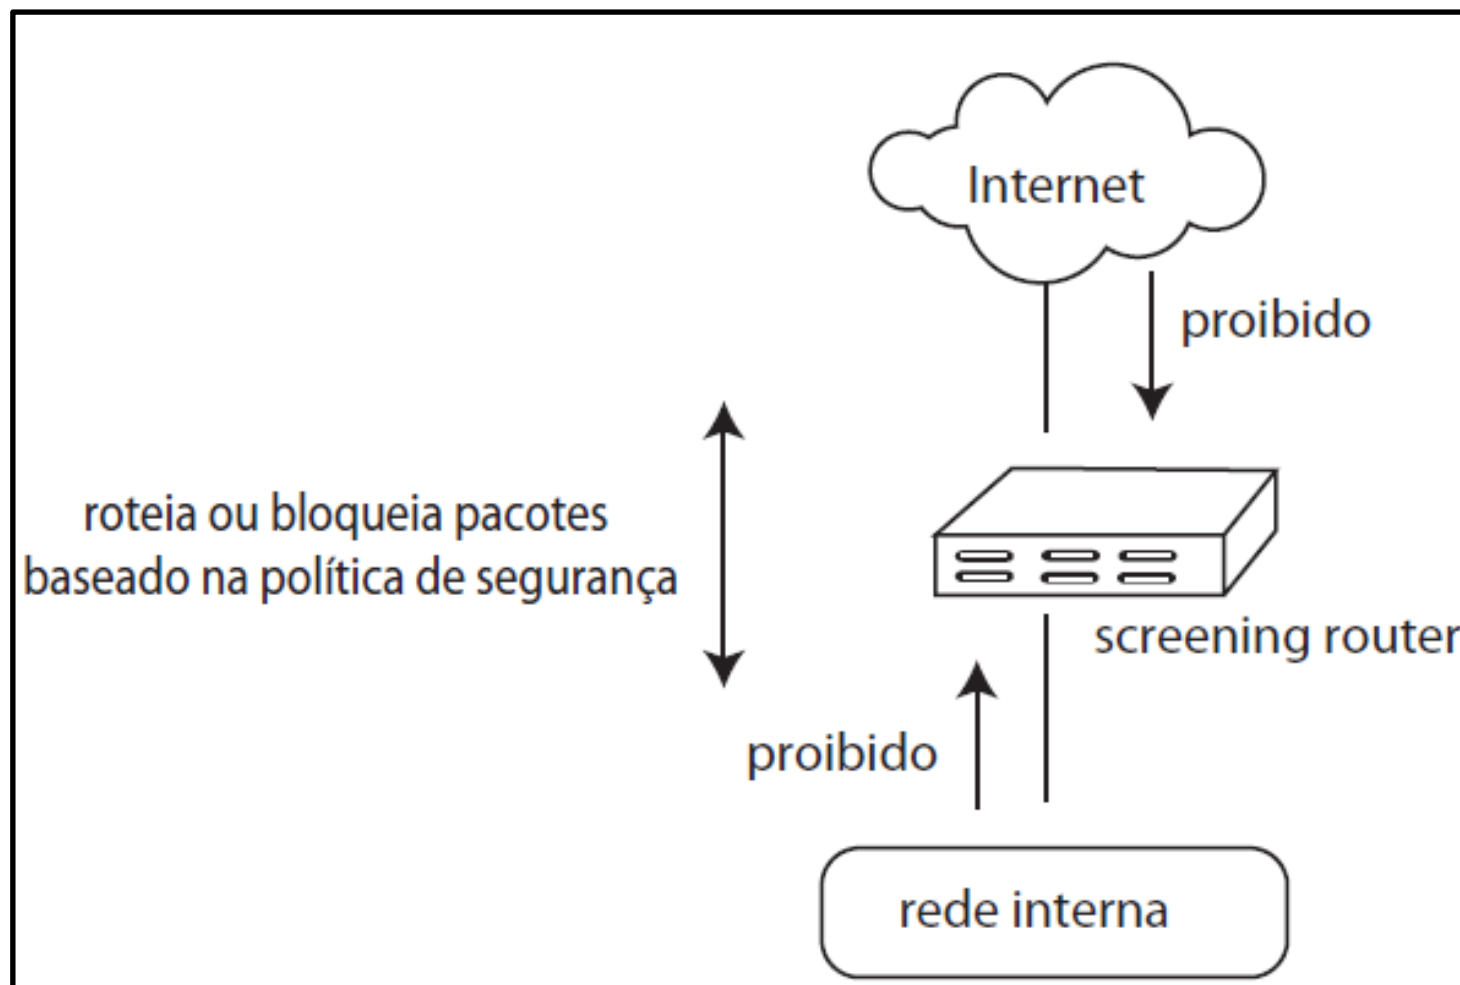 Internet
proibido
roteia ou bloqueia pacotes
baseado na política de segurança
screening router
proibido
rede interna